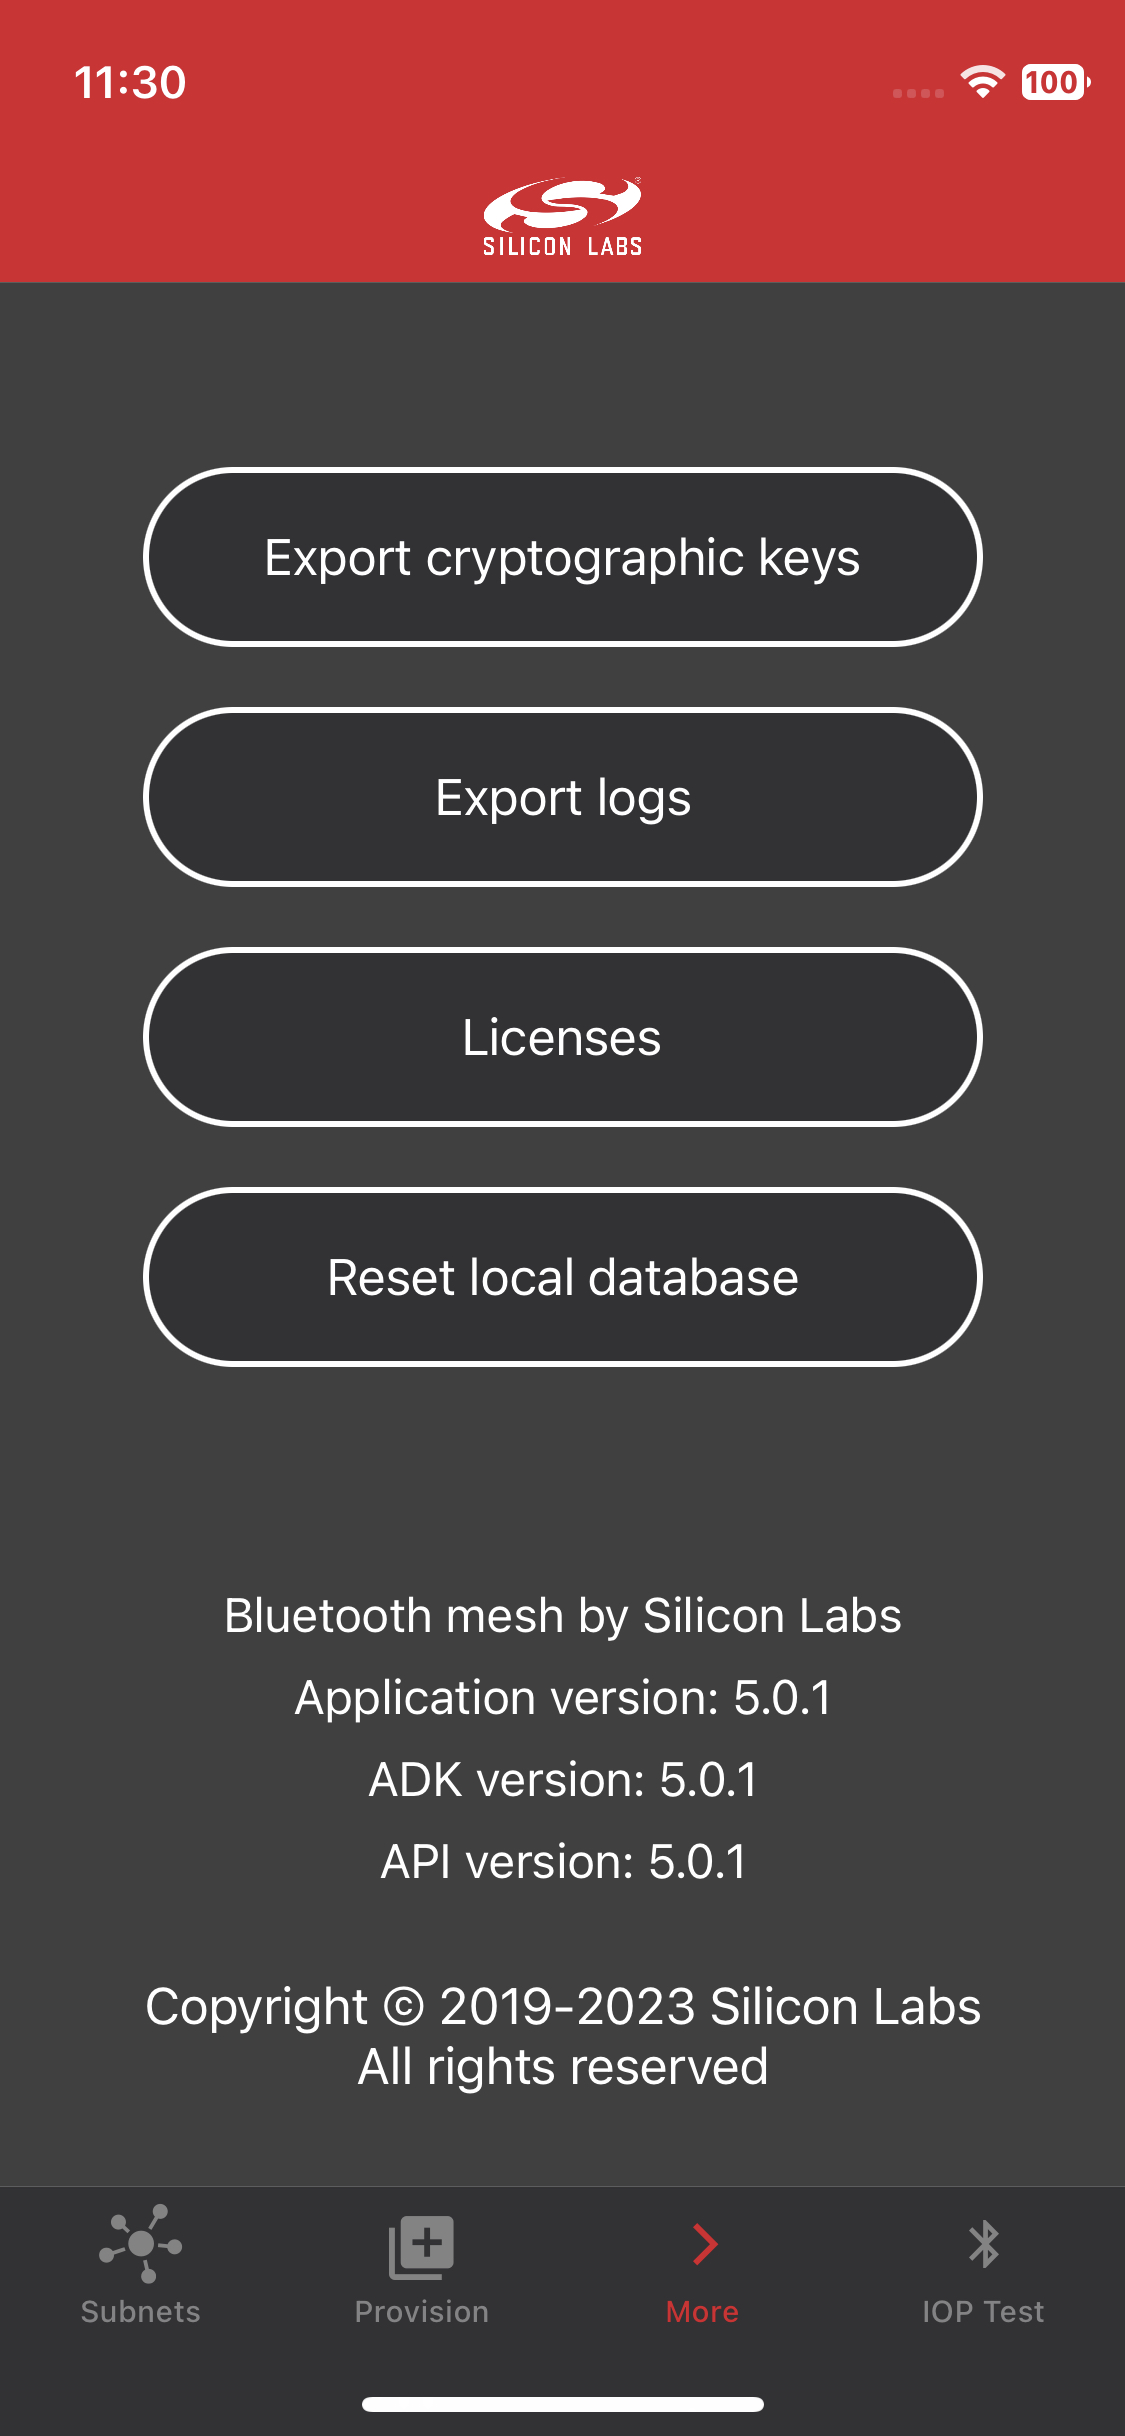 11:30
100
SILICON LABS
Export cryptographic keys
Export logs
Licenses
Reset local database
Bluetooth mesh by Silicon Labs
Application version: 5.0.1
ADK version: 5.0.1
API version: 5.0.1
Copyright © 2019-2023 Silicon Labs
All rights reserved
Subnets
Provision
More
IOP Test